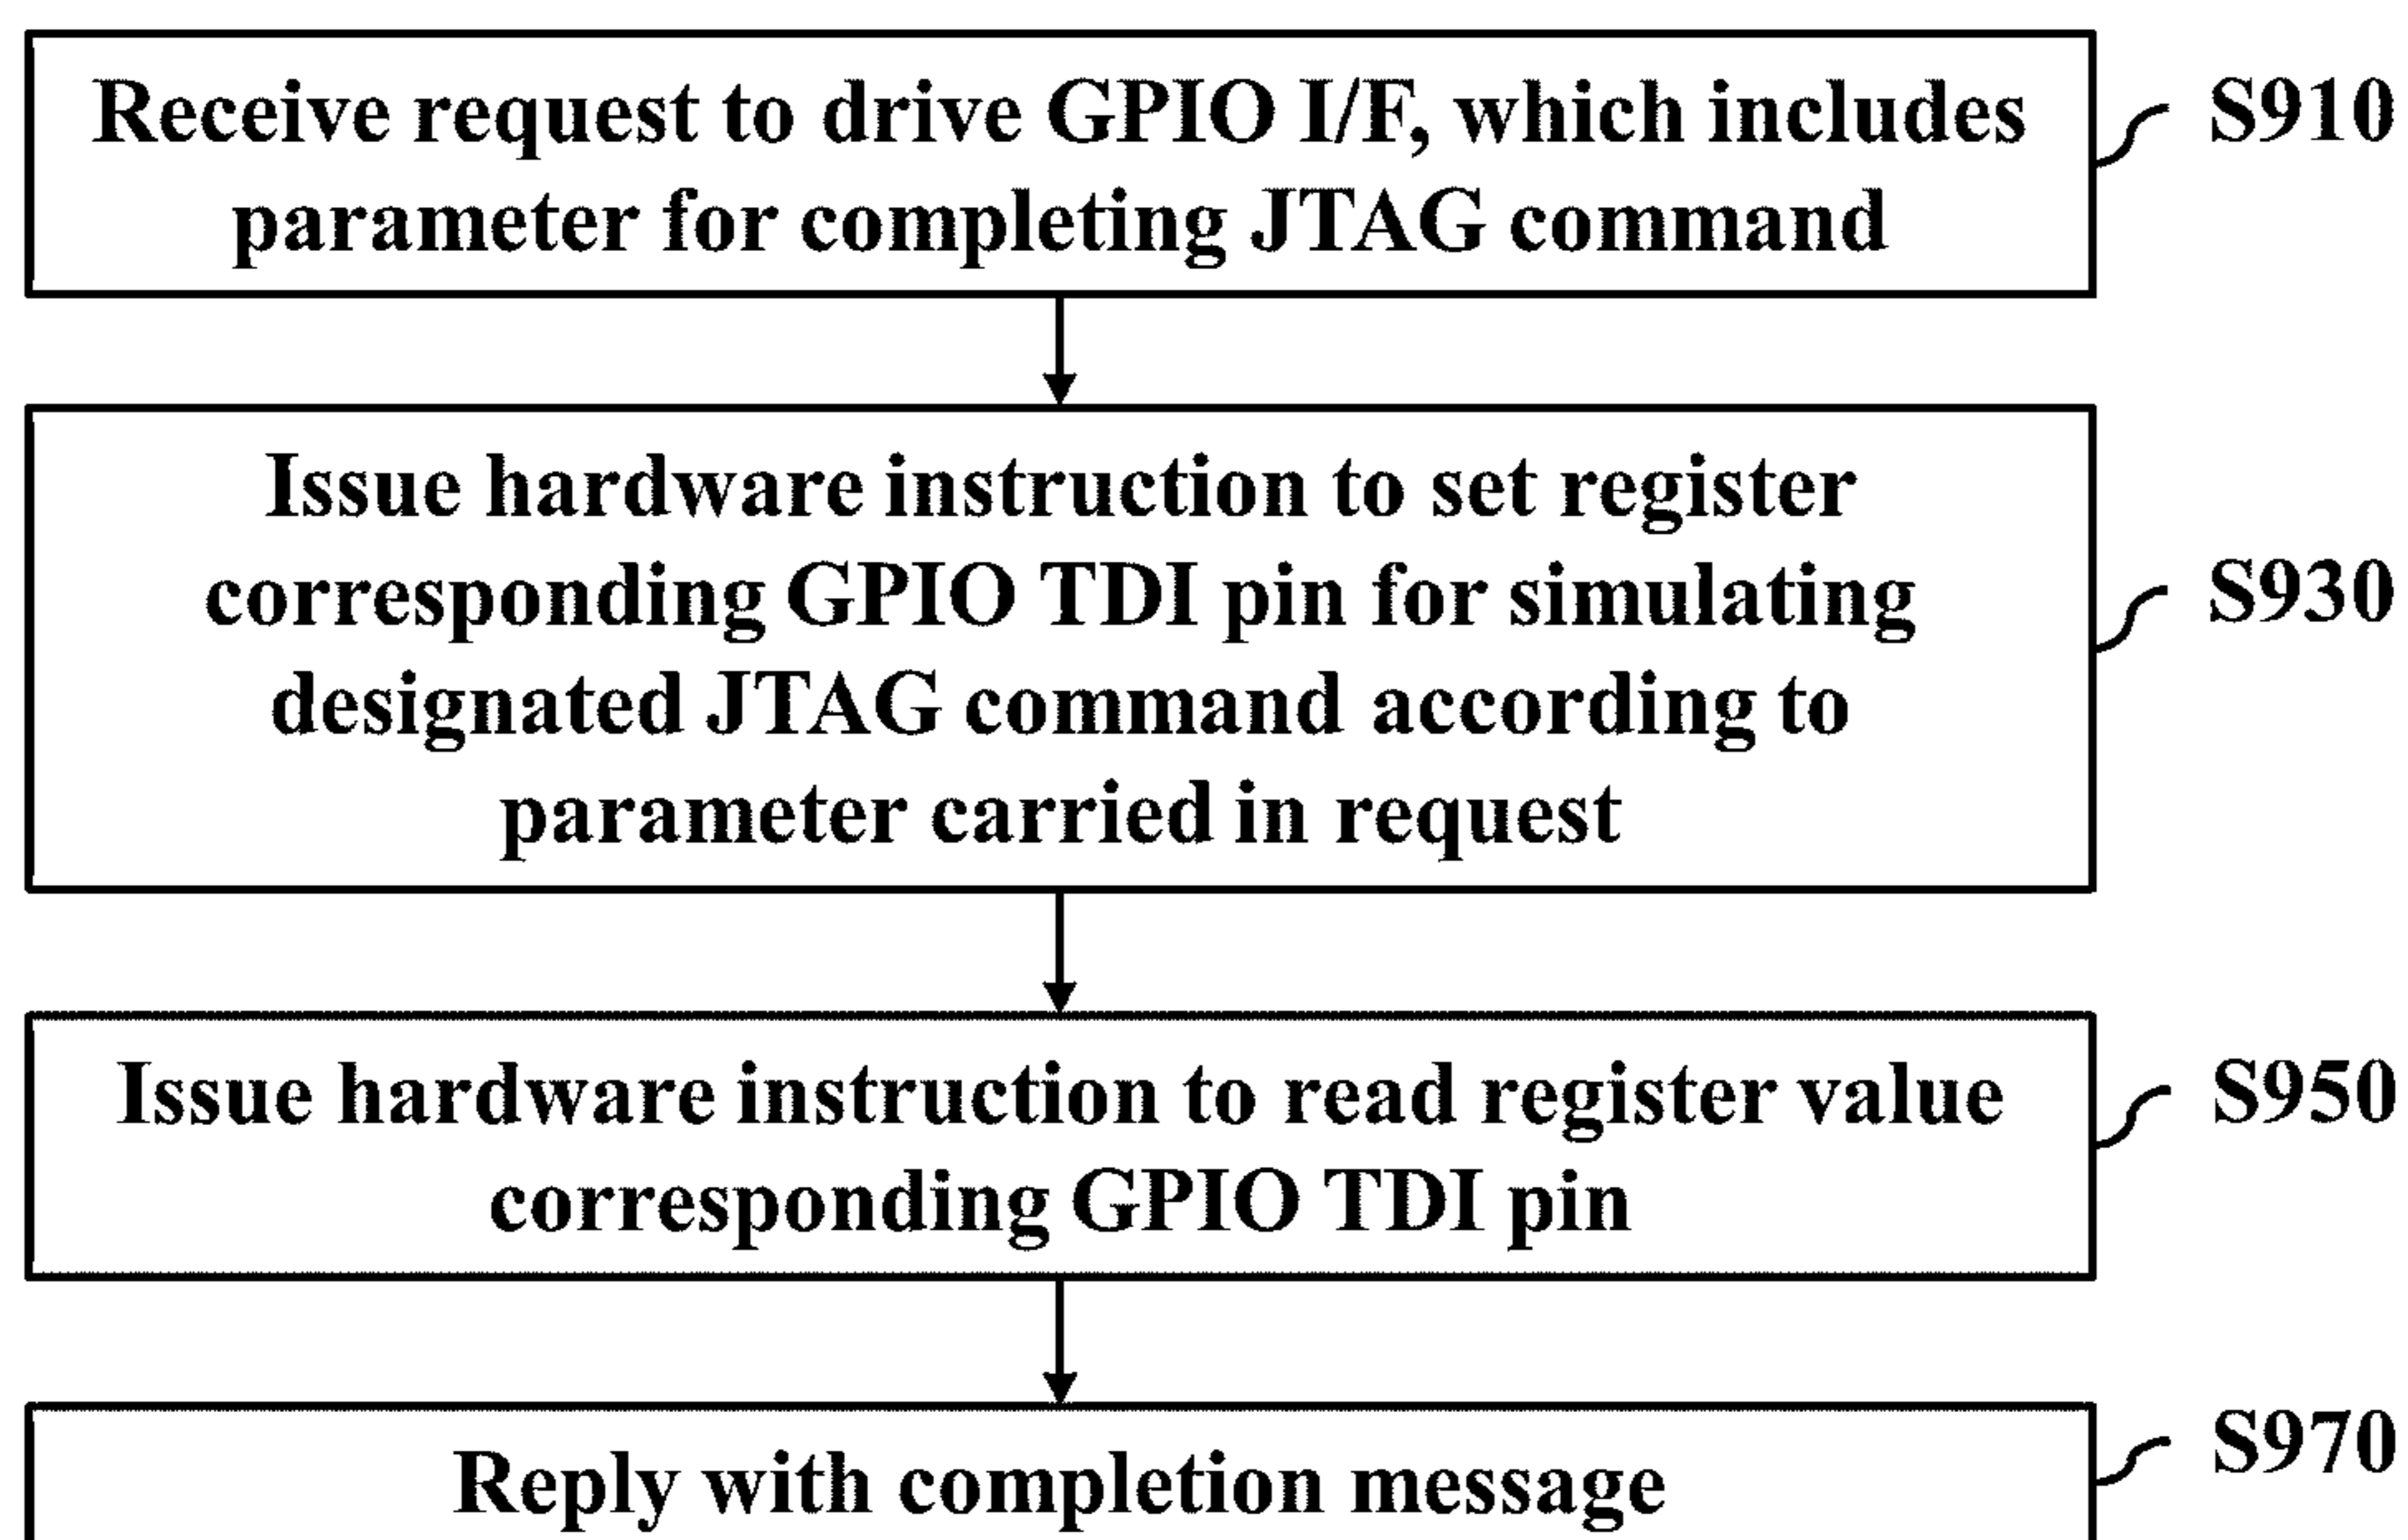 Receive request to drive GPIO I/F, which includes
parameter for completing JTAG command
S910
Issue hardware instruction to set register
corresponding GPIO TDI pin for simulating
designated JTAG command according to
parameter carried in request
S930
Issue hardware instruction to read register value
corresponding GPIO TDI pin
S950
Reply with completion message
S970